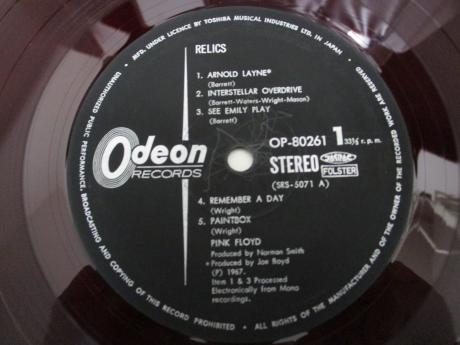 MFD. UNDER LICENCE BY TOSHIBA MUSICAL INDUSTRIES LTD. IN JAPAN •
RELICS
1. ARNOLD LAYNE*
(Barrett)
2. INTERSTELLAR OVERDRIVE
(Barrett-Waters-Wright-Mason)
3. SEE EMILY PLAY
(Barrett)
Odeon
RECORDS
OP-80261 1 33⅓ r.p.m.
STEREO
FOLSTER
(SRS-5071 A)
4. REMEMBER A DAY
(Wright)
5. PAINTBOX
(Wright)
PINK FLOYD
Produced by Norman Smith
*Produced by Joe Boyd
(P) 1967.
Item 1 & 3 Processed
Electronically from Mono
recordings.
UNAUTHORIZED PUBLIC PERFORMANCE, BROADCASTING AND COPYING OF THIS RECORD PROHIBITED • ALL RIGHTS OF THE MANUFACTURER AND OF THE OWNER OF THE RECORDED WORK ARE RESERVED